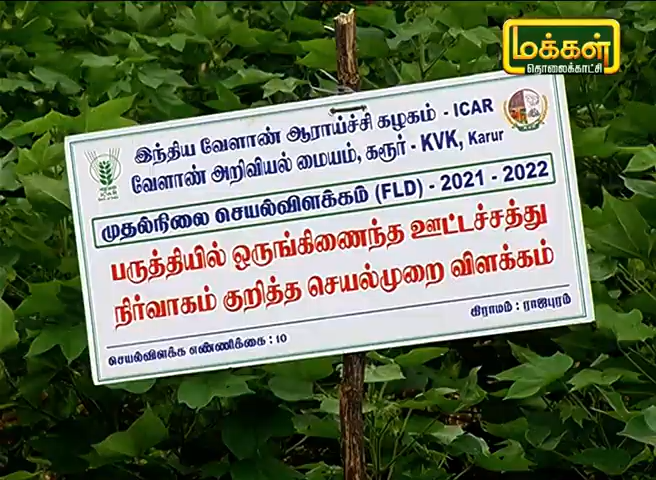 மக்கள்
தொலைக்காட்சி
இந்திய வேளாண் ஆராய்ச்சி கழகம் - ICAR
வேளாண் அறிவியல் மையம், கரூர் - KVK, Karur
முதல்நிலை செயல்விளக்கம் (FLD) - 2021 - 2022
பருத்தியில் ஒருங்கிணைந்த ஊட்டச்சத்து
நிர்வாகம் குறித்த செயல்முறை விளக்கம்
செயல்விளக்க எண்ணிக்கை : 10
கிராமம் : ராஜபுரம்